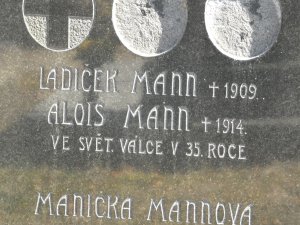 LADIČEK MANN † 1909.
ALOIS MANN † 1914.
VE SVĚT. VÁLCE V 35. ROCE
MANIČKA MANNOVÁ